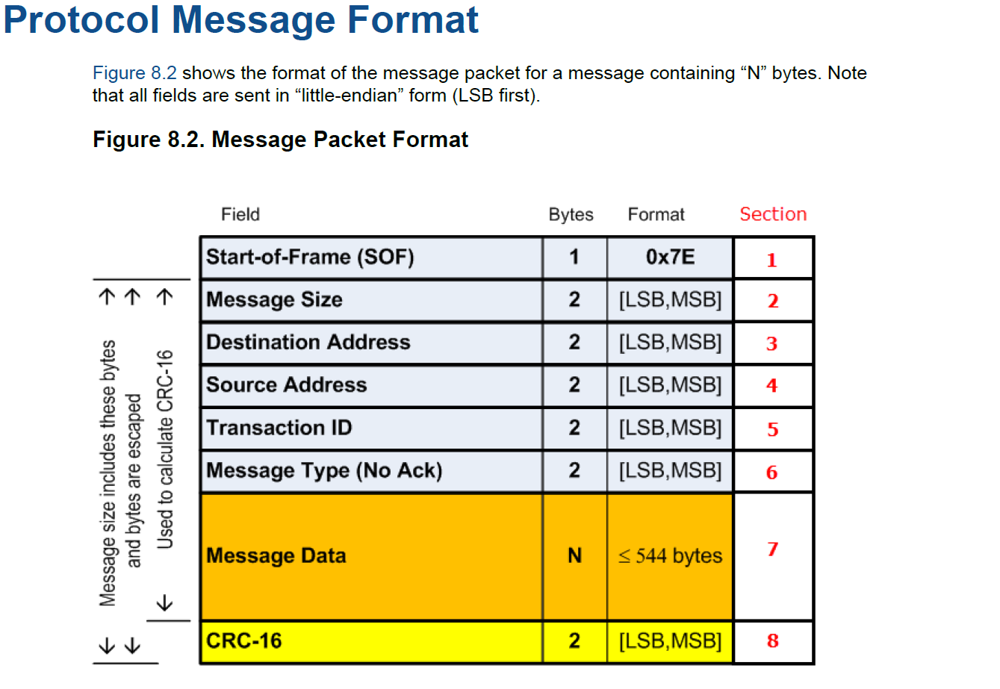 Protocol Message Format
Figure 8.2 shows the format of the message packet for a message containing “N” bytes. Note
that all fields are sent in “little-endian” form (LSB first).
Figure 8.2. Message Packet Format
Field Bytes Format Section
Start-of-Frame (SOF) 1 0x7E 1
Message Size 2 [LSB,MSB] 2
Destination Address 2 [LSB,MSB] 3
Source Address 2 [LSB,MSB] 4
Transaction ID 2 [LSB,MSB] 5
Message Type (No Ack) 2 [LSB,MSB] 6
Message Data N ≤ 544 bytes 7
CRC-16 2 [LSB,MSB] 8
Message size includes these bytes
and bytes are escaped
Used to calculate CRC-16